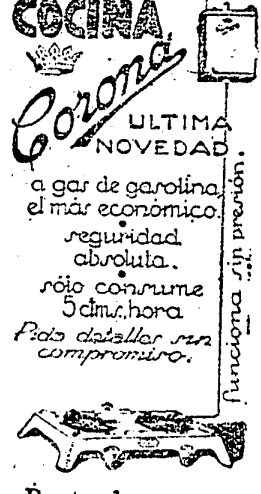 COCINA
Corona
ULTIMA
NOVEDAD
a gas de gasolina,
el más económico.
seguridad
absoluta.
sólo consume
5 ctms. hora
Pida detalles sin
compromiso.
funciona sin presión.